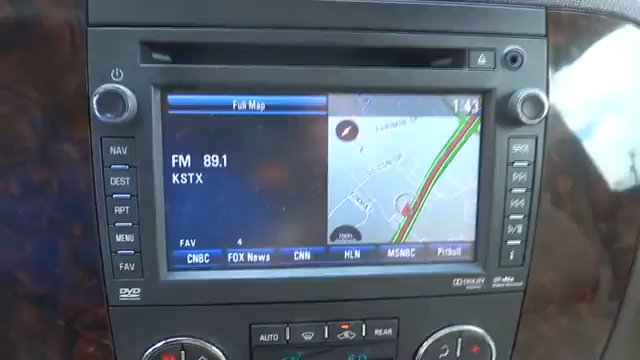 Full Map
1:43
NAV
DEST
RPT
MENU
FAV
FM 89.1
KSTX
FAV 4
CNBC FOX News CNN HLN MSNBC Pitbull
DVD
DOLBY
AUTO
REAR